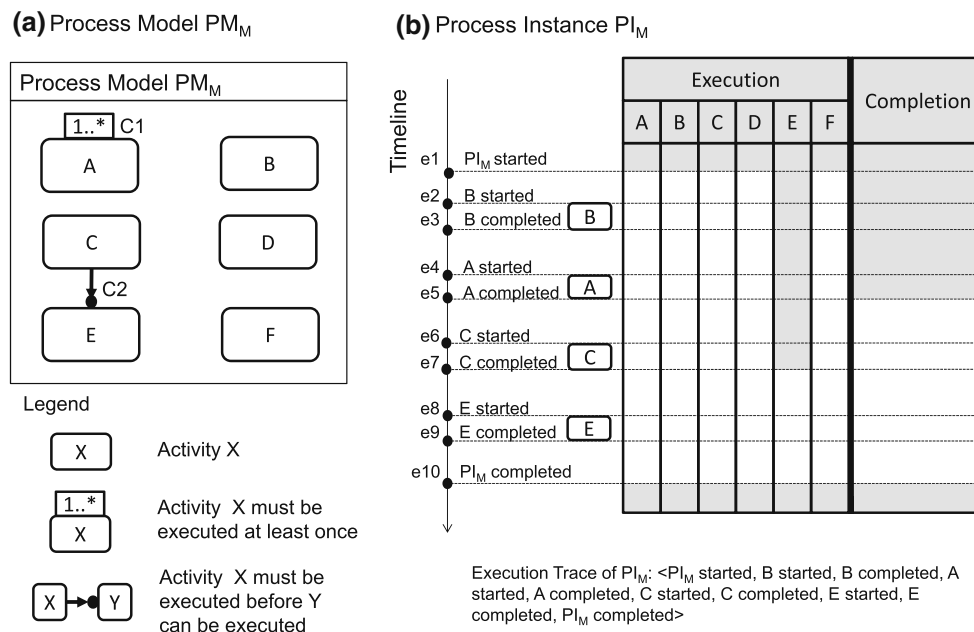 (a) Process Model PM_M
Process Model PM_M
1..* C1
A
B
C
D
C2
E
F
Legend
X
Activity X
1..*
X
Activity X must be
executed at least once
X Y
Activity X must be
executed before Y
can be executed
(b) Process Instance PI_M
Timeline
Execution
Completion
A B C D E F
e1 PI_M started
e2 B started
e3 B completed
B
e4 A started
e5 A completed
A
e6 C started
e7 C completed
C
e8 E started
e9 E completed
E
e10 PI_M completed
Execution Trace of PI_M: <PI_M started, B started, B completed, A
started, A completed, C started, C completed, E started, E
completed, PI_M completed>